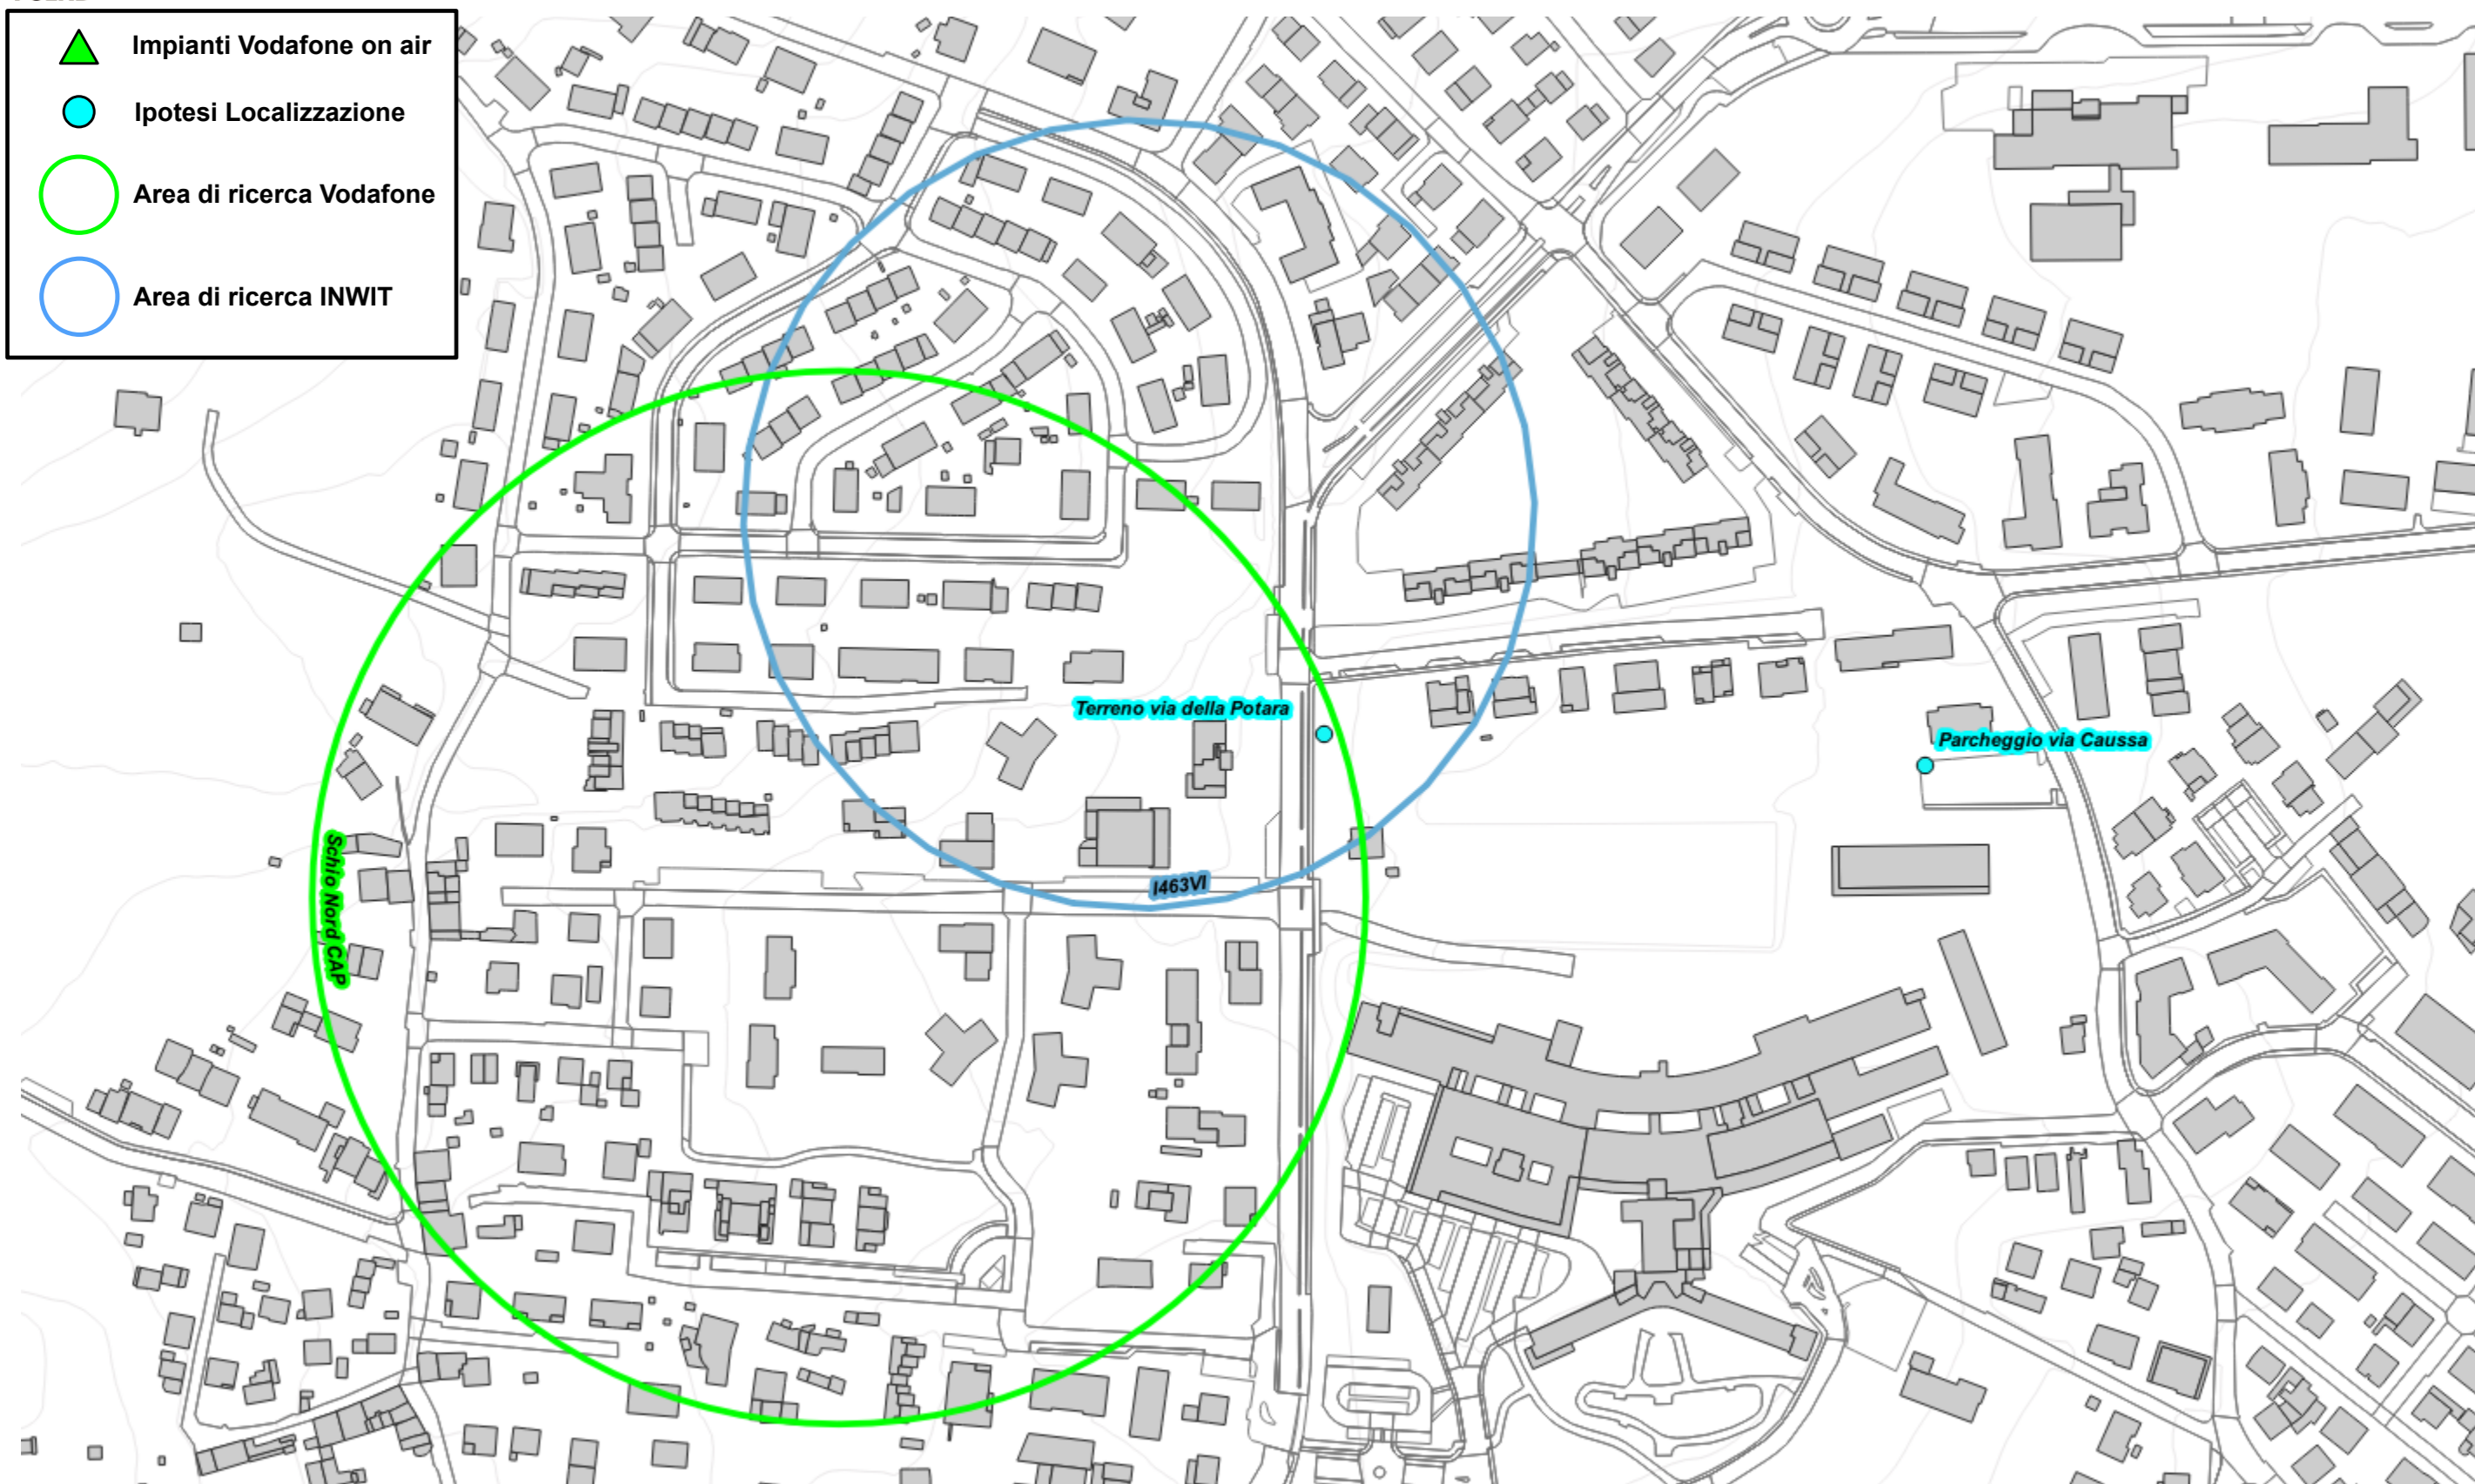 Impianti Vodafone on air
Ipotesi Localizzazione
Area di ricerca Vodafone
Area di ricerca INWIT
Terreno via della Potara
Parcheggio via Caussa
Schio Nord CAP
I463VI